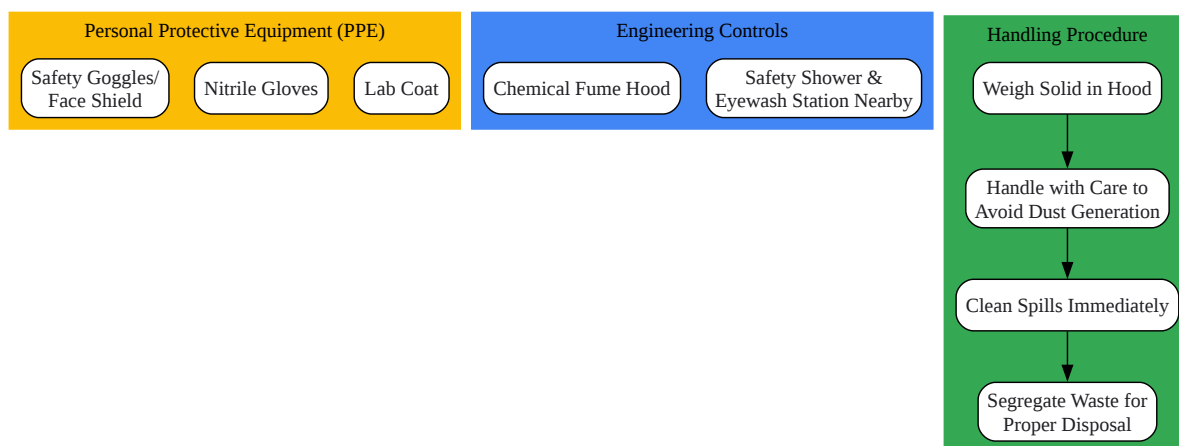 Personal Protective Equipment (PPE)
Safety Goggles/
Face Shield
Nitrile Gloves
Lab Coat
Engineering Controls
Chemical Fume Hood
Safety Shower &
Eyewash Station Nearby
Handling Procedure
Weigh Solid in Hood
Handle with Care to
Avoid Dust Generation
Clean Spills Immediately
Segregate Waste for
Proper Disposal